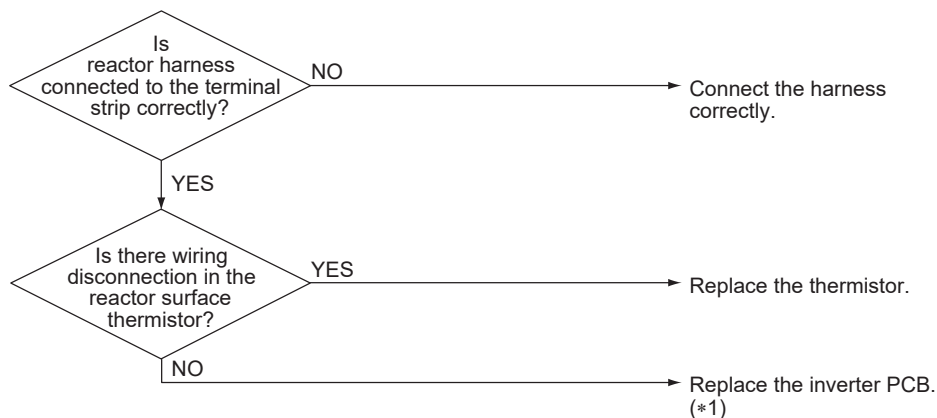 Is
reactor harness
connected to the terminal
strip correctly?
NO
Connect the harness
correctly.
YES
Is there wiring
disconnection in the
reactor surface
thermistor?
YES
Replace the thermistor.
NO
Replace the inverter PCB.
(*1)